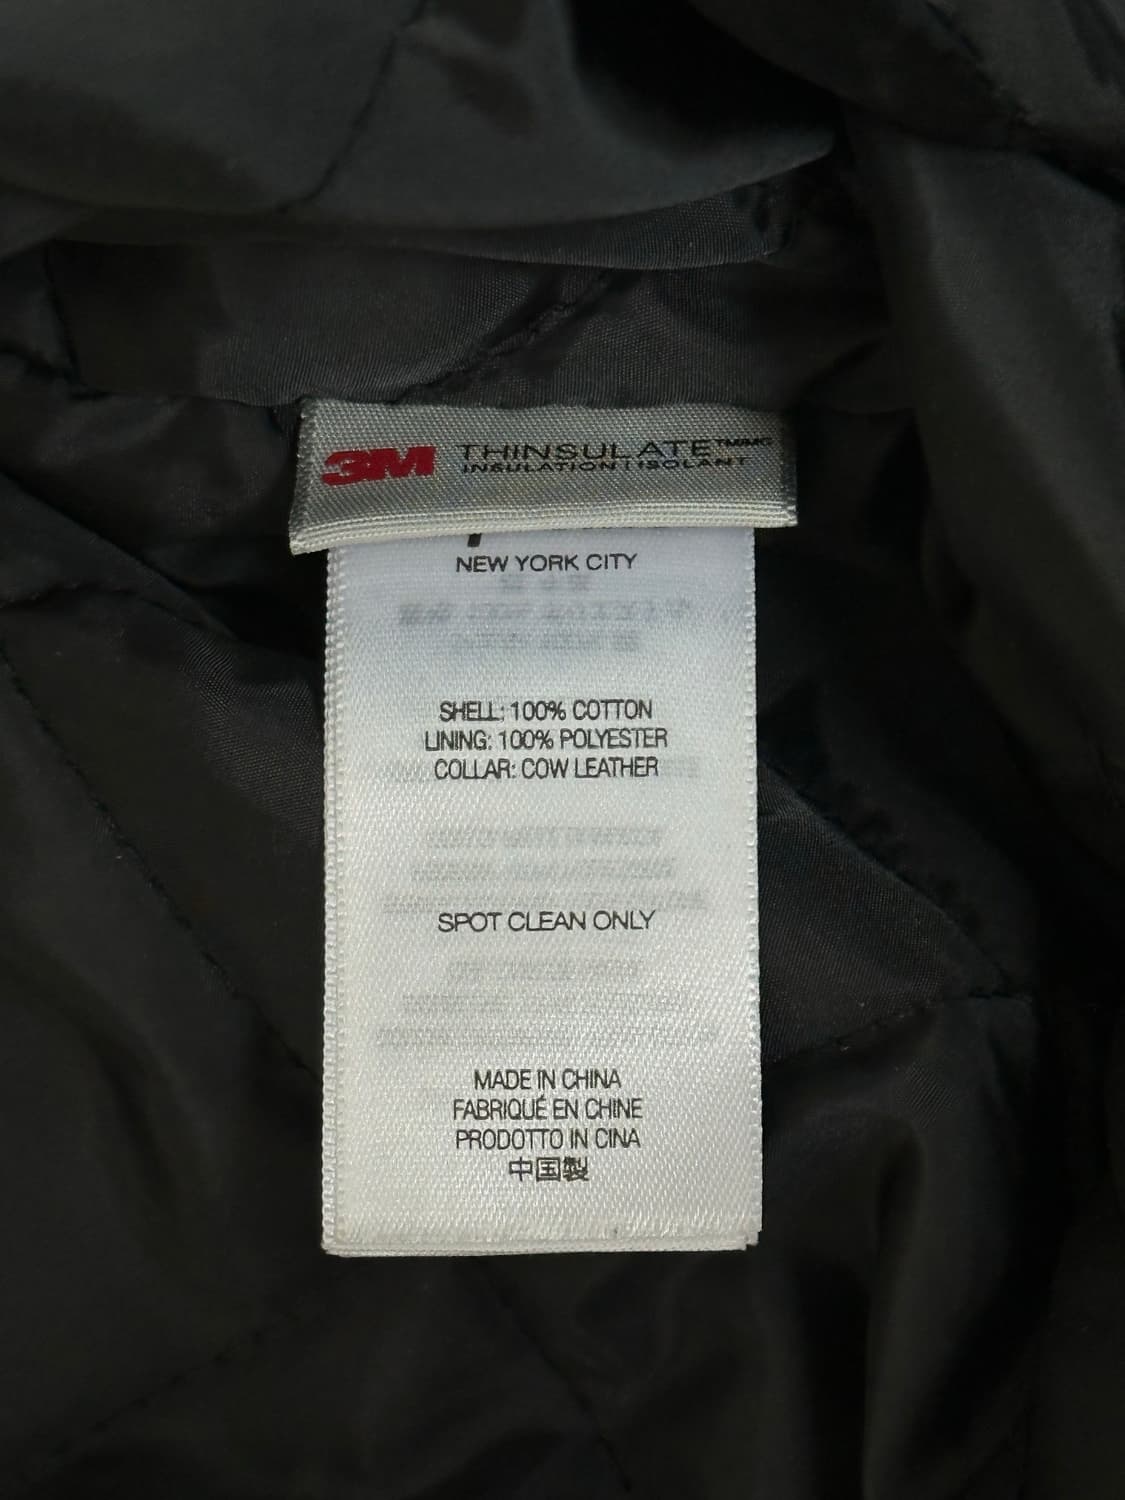 3M THINSULATE™MC
INSULATION | ISOLANT
NEW YORK CITY
SHELL: 100% COTTON
LINING: 100% POLYESTER
COLLAR: COW LEATHER
SPOT CLEAN ONLY
MADE IN CHINA
FABRIQUÉ EN CHINE
PRODOTTO IN CINA
中国製